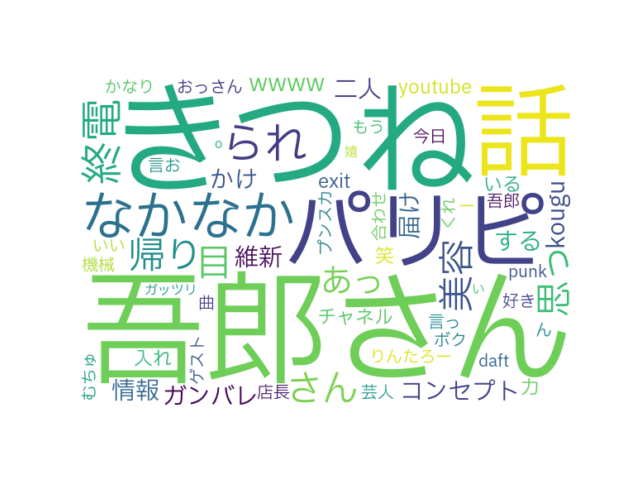 かなり
おっさん
wwww
二人
youtube
終電
きつね
話
られ
もう
今日
言お
。
嬉
かけ
exit
プンスカ
合わせ
届け
くれ
ー
いる
吾郎
kougu
なかなか
パリピ
帰り
目
維新
笑
美容
する
思っ
いい
機械
あっ
punk
ガッツリ
曲
チャネル
言っ
ボク
好き
い
ん
吾郎さん
むちゅ
入れ
ゲスト
りんたろー
daft
情報
ガンバレ
店長
さん
芸人
コンセプト
カ